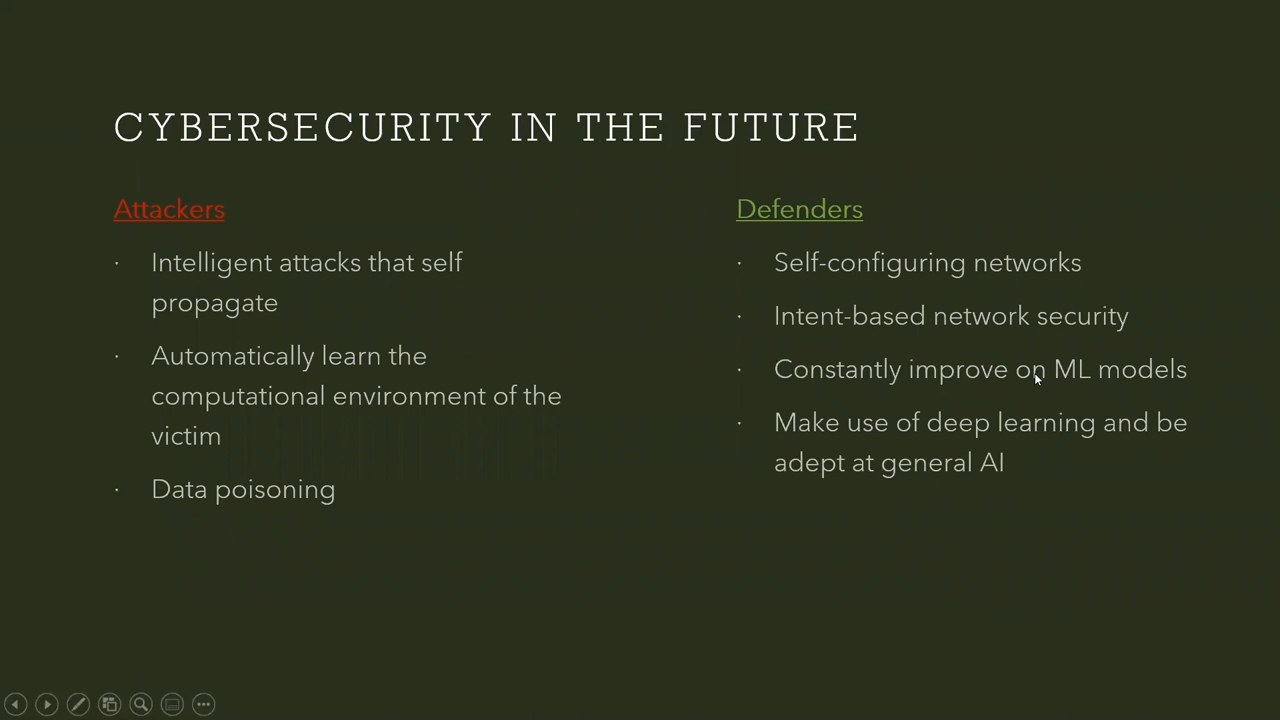 CYBERSECURITY IN THE FUTURE
Attackers
· Intelligent attacks that self
propagate
· Automatically learn the
computational environment of the
victim
· Data poisoning
Defenders
· Self-configuring networks
· Intent-based network security
· Constantly improve on ML models
· Make use of deep learning and be
adept at general AI